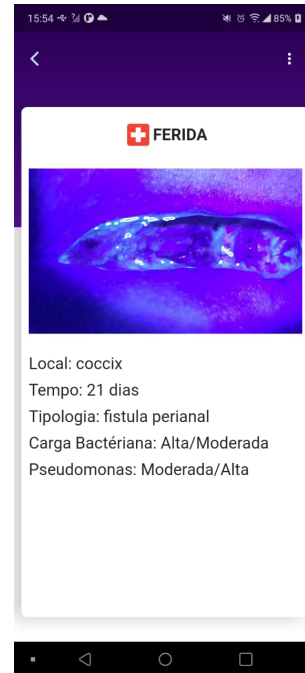 15:54
85%
FERIDA
Local: coccix
Tempo: 21 dias
Tipologia: fistula perianal
Carga Bactériana: Alta/Moderada
Pseudomonas: Moderada/Alta